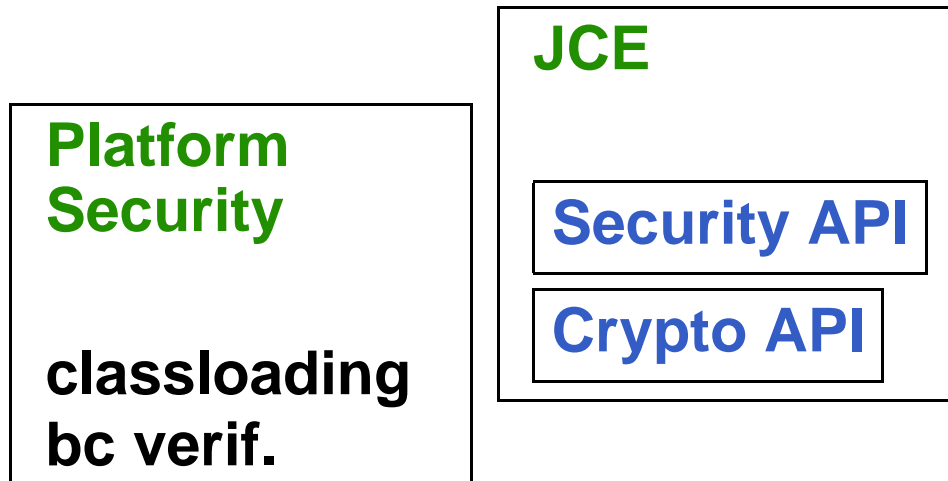 Platform
Security
classloading
bc verif.
JCE
Security API
Crypto API